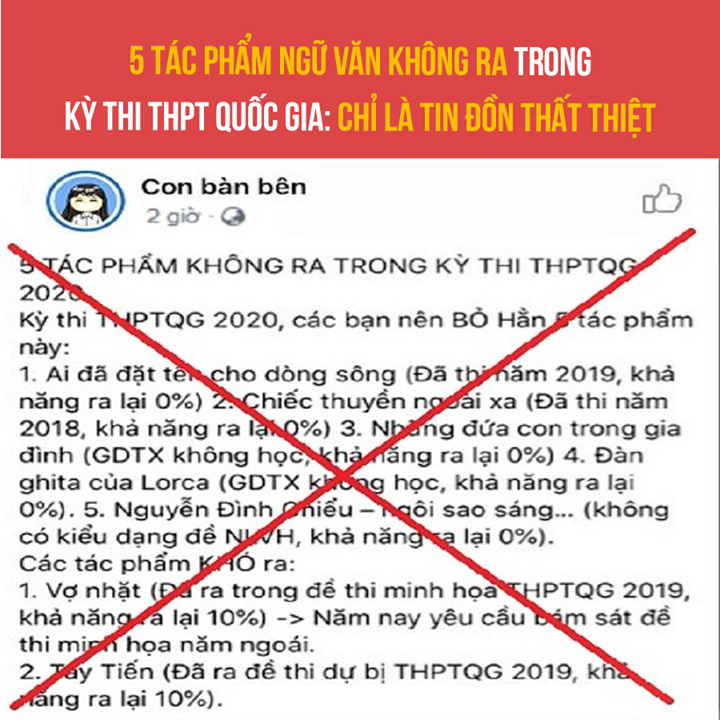 5 TÁC PHẨM NGỮ VĂN KHÔNG RA TRONG
KỲ THI THPT QUỐC GIA: CHỈ LÀ TIN ĐỒN THẤT THIỆT
Con bàn bên
2 giờ ·
5 TÁC PHẨM KHÔNG RA TRONG KỲ THI THPTQG
2020
Kỳ thi THPTQG 2020, các bạn nên BỎ Hẳn 5 tác phẩm
này:
1. Ai đã đặt tên cho dòng sông (Đã thi năm 2019, khả
năng ra lại 0%) 2. Chiếc thuyền ngoài xa (Đã thi năm
2018, khả năng ra lại 0%) 3. Những đứa con trong gia
đình (GDTX không học, khả năng ra lại 0%) 4. Đàn
ghita của Lorca (GDTX không học, khả năng ra lại
0%). 5. Nguyễn Đình Chiểu – ngôi sao sáng... (không
có kiểu dạng đề NLVH, khả năng ra lại 0%).
Các tác phẩm KHÓ ra:
1. Vợ nhặt (Đã ra trong đề thi minh họa THPTQG 2019,
khả năng ra lại 10%) -> Năm nay yêu cầu bám sát đề
thi minh họa năm ngoái.
2. Tây Tiến (Đã ra đề thi dự bị THPTQG 2019, khả
năng ra lại 10%).